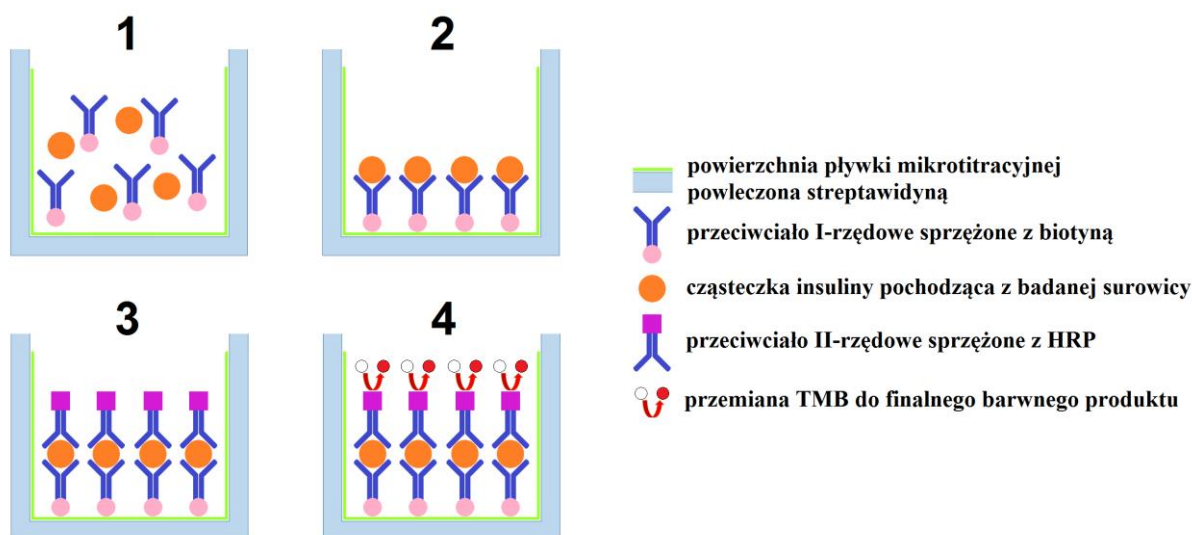 1
2
3
4
powierzchnia pływki mikrotitracyjnej
powleczona streptawidyną
przeciwciało I-rzędowe sprzężone z biotyną
cząsteczka insuliny pochodząca z badanej surowicy
przeciwciało II-rzędowe sprzężone z HRP
przemiana TMB do finalnego barwnego produktu